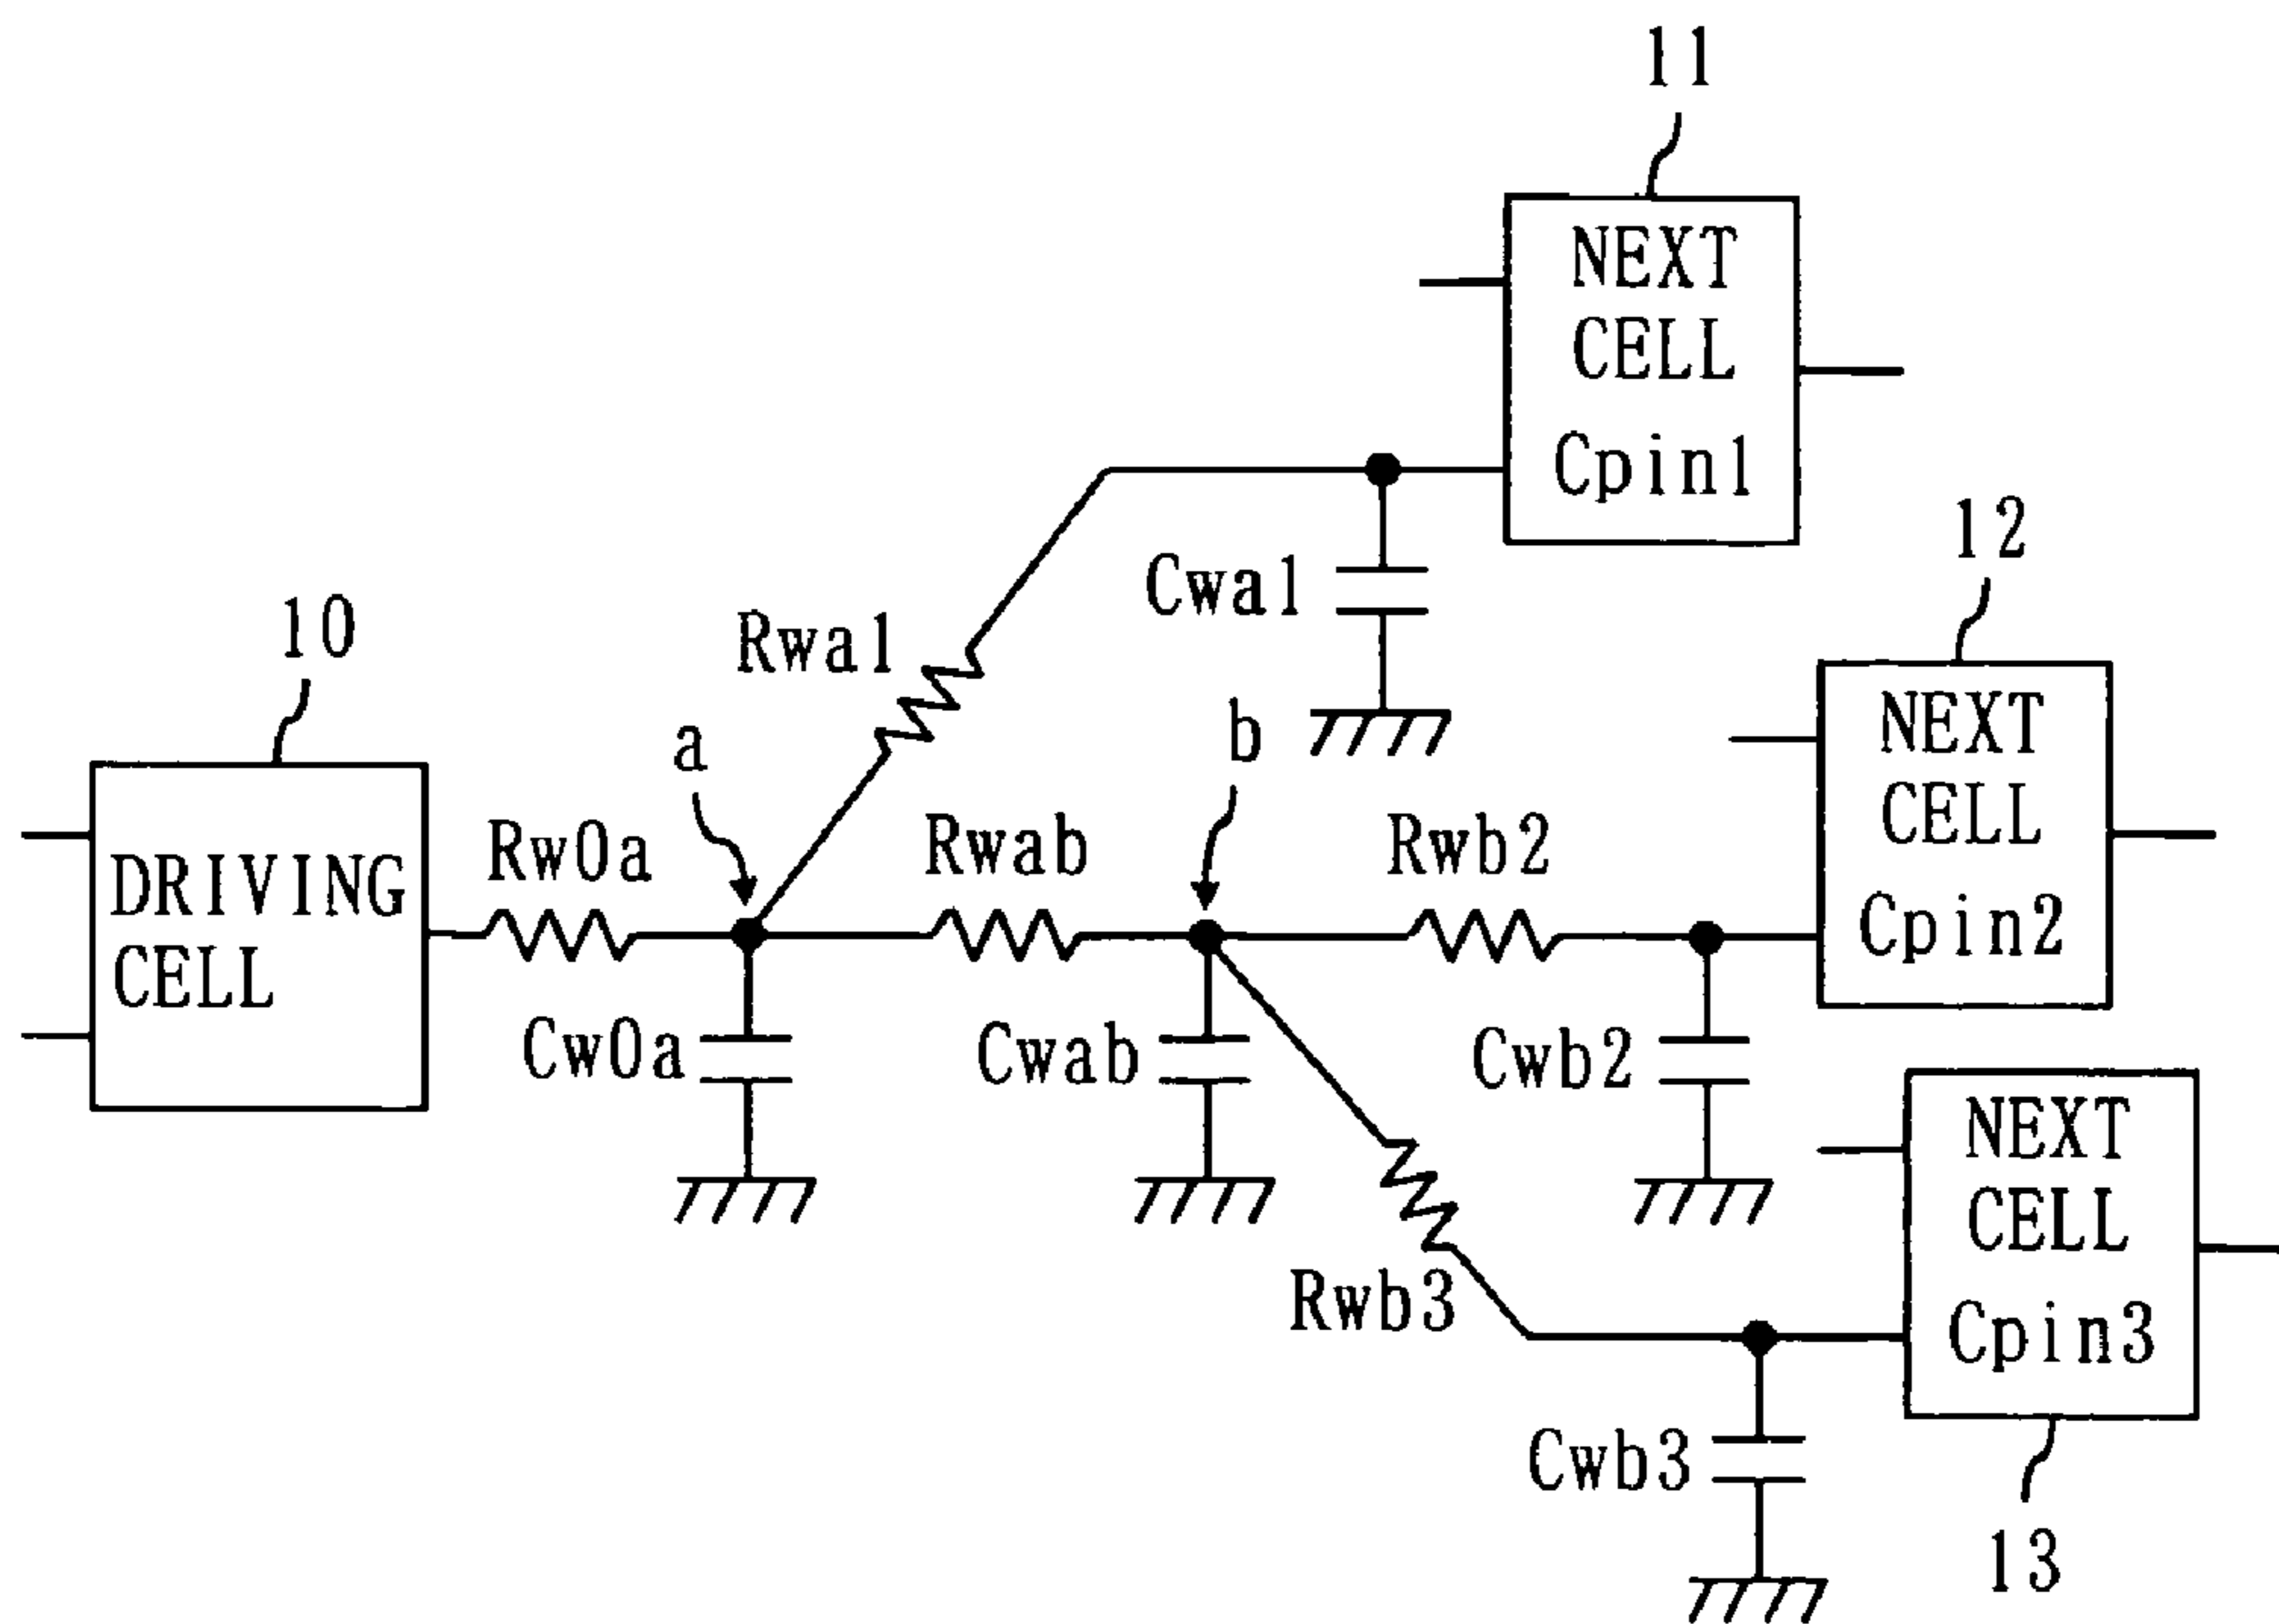 11
NEXT
CELL
Cpin1
12
Cwa1
10
Rwa1
NEXT
CELL
Cpin2
a
b
Rw0a
Rwab
Rwb2
DRIVING
CELL
Cw0a
Cwab
Cwb2
NEXT
CELL
Cpin3
Rwb3
Cwb3
13